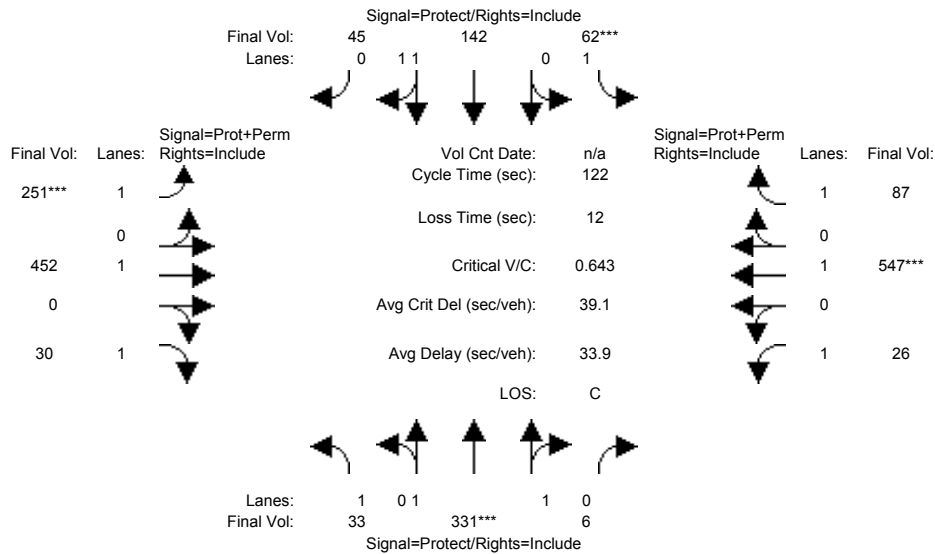 Signal=Protect/Rights=Include
Final Vol: 45 142 62***
Lanes: 0 1 1 0 1
Signal=Prot+Perm Signal=Prot+Perm
Final Vol: Lanes: Rights=Include Vol Cnt Date: n/a Rights=Include Lanes: Final Vol:
Cycle Time (sec): 122
251*** 1 1 87
Loss Time (sec): 12
0 0
452 1 Critical V/C: 0.643 1 547***
0 0 Avg Crit Del (sec/veh): 39.1 0
30 1 Avg Delay (sec/veh): 33.9 1 26
LOS: C
Lanes: 1 0 1 1 0
Final Vol: 33 331*** 6
Signal=Protect/Rights=Include